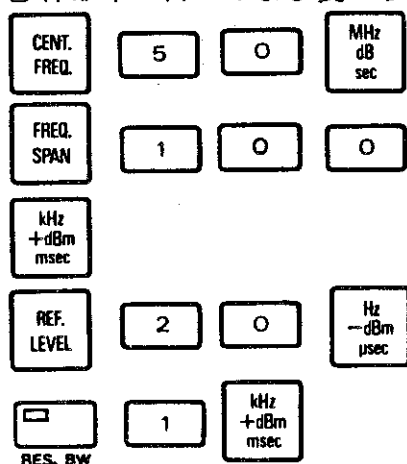 CENT.
FREQ.
5
0
MHz
dB
sec
FREQ.
SPAN
1
0
0
kHz
+dBm
msec
REF.
LEVEL
2
0
Hz
−dBm
μsec
1
kHz
+dBm
msec
RES. BW